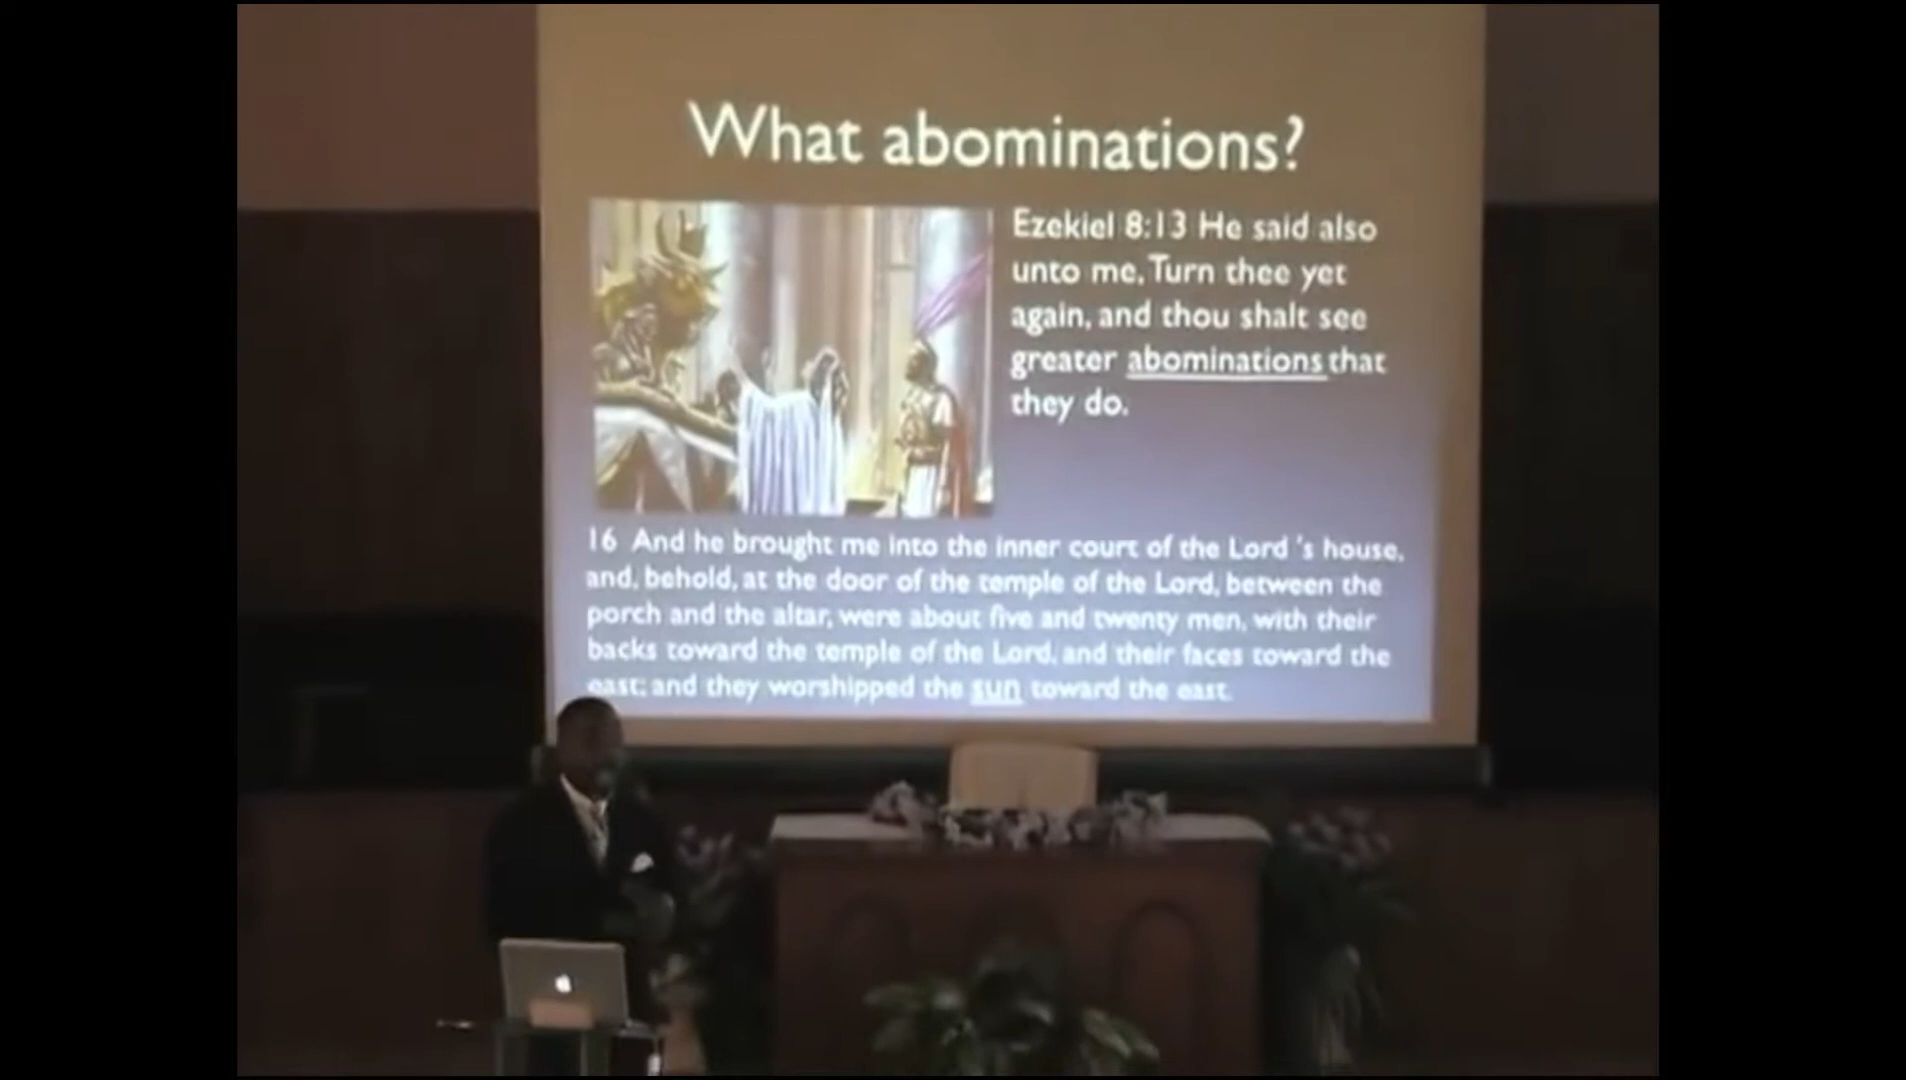 What abominations?
Ezekiel 8:13 He said also
unto me, Turn thee yet
again, and thou shalt see
greater abominations that
they do.
16 And he brought me into the inner court of the Lord 's house,
and, behold, at the door of the temple of the Lord, between the
porch and the altar, were about five and twenty men, with their
backs toward the temple of the Lord, and their faces toward the
east; and they worshipped the sun toward the east.